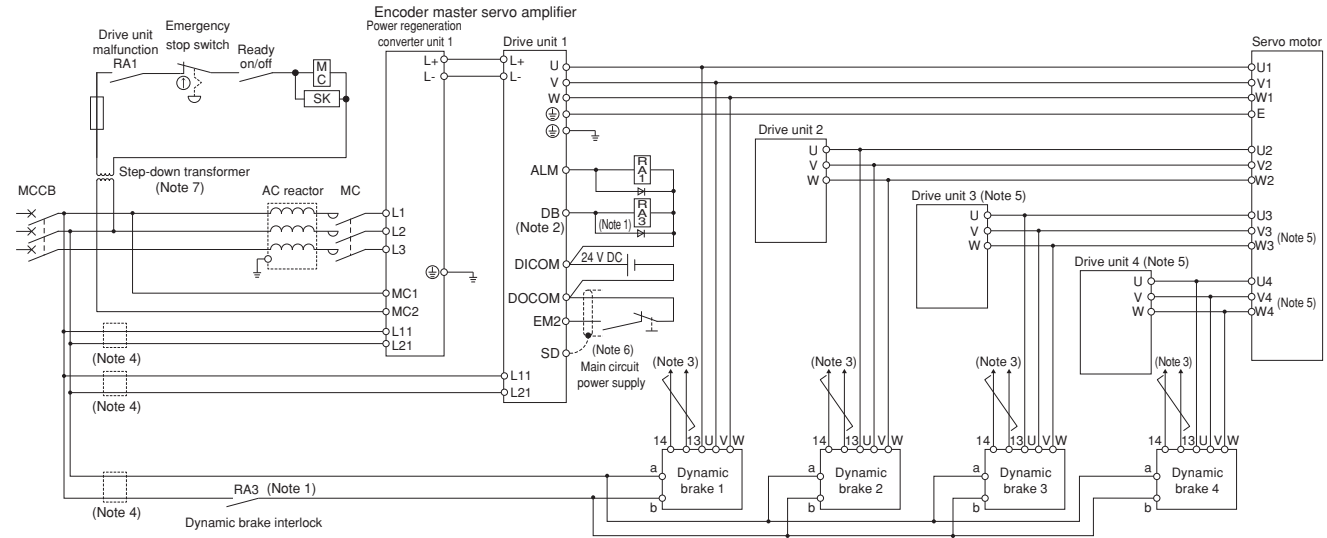 Encoder master servo amplifier
Drive unit
malfunction
RA1
Emergency
stop switch
Ready
on/off
M
C
SK
Power regeneration
converter unit 1
Drive unit 1
Servo motor
L+
L-
L+
L-
U
V
W
U1
V1
W1
E
Drive unit 2
U
V
W
U2
V2
W2
Drive unit 3 (Note 5)
U
V
W
U3
V3
W3
(Note 5)
Drive unit 4 (Note 5)
U
V
W
U4
V4
W4
(Note 5)
Step-down transformer
(Note 7)
MCCB
AC reactor
MC
L1
L2
L3
MC1
MC2
L11
L21
ALM
R
A
1
DB
(Note 2)
(Note 1)
R
A
3
DICOM
24 V DC
DOCOM
EM2
SD
(Note 6)
Main circuit
power supply
L11
L21
(Note 4)
(Note 4)
(Note 4)
RA3 (Note 1)
Dynamic brake interlock
(Note 3)
14 13 U V W
a
b
Dynamic
brake 1
(Note 3)
14 13 U V W
a
b
Dynamic
brake 2
(Note 3)
14 13 U V W
a
b
Dynamic
brake 3
(Note 3)
14 13 U V W
a
b
Dynamic
brake 4